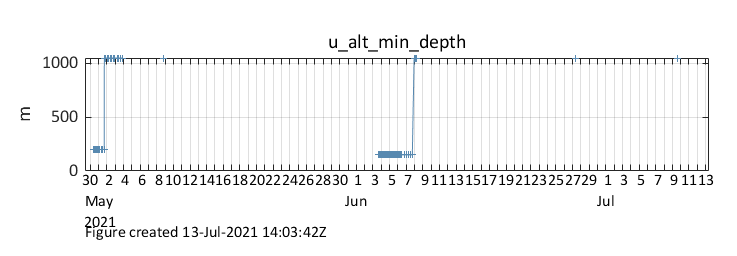 u_alt_min_depth
1000
500
0
m
30 2 4 6 8 10 12 14 16 18 20 22 24 26 28 30 1 3 5 7 9 11 13 15 17 19 21 23 25 27 29 1 3 5 7 9 11 13
May Jun Jul
2021
Figure created 13-Jul-2021 14:03:42Z